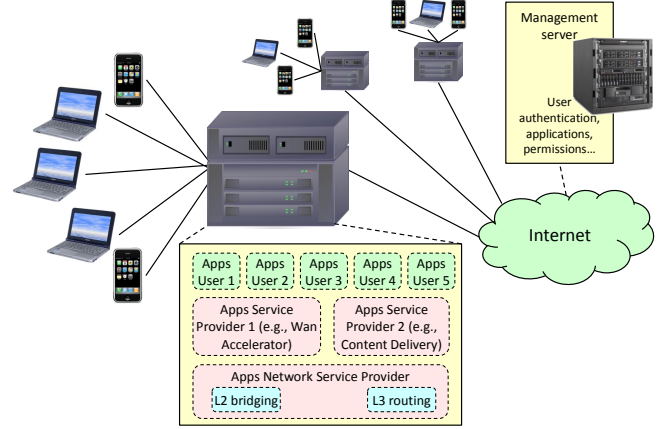 Management
server
User
authentication,
applications,
permissions...
Internet
Apps
User 1
Apps
User 2
Apps
User 3
Apps
User 4
Apps
User 5
Apps Service
Provider 1 (e.g., Wan
Accelerator)
Apps Service
Provider 2 (e.g.,
Content Delivery)
Apps Network Service Provider
L2 bridging
L3 routing